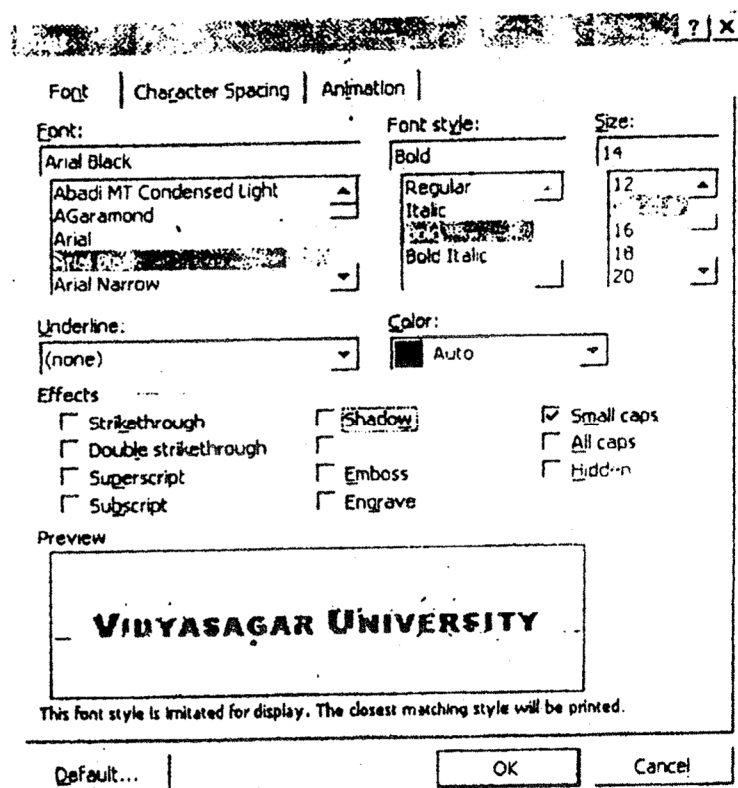 ? X
Font Character Spacing Animation
Font: Font style: Size:
Arial Black Bold 14
Abadi MT Condensed Light Regular 12
AGaramond Italic
Arial 16
Bold Italic 18
Arial Narrow 20
Underline: Color:
(none) Auto
Effects
Strikethrough Shadow Small caps
Double strikethrough All caps
Superscript Emboss Hidden
Subscript Engrave
Preview
VIDYASAGAR UNIVERSITY
This font style is imitated for display. The closest matching style will be printed.
Default... OK Cancel